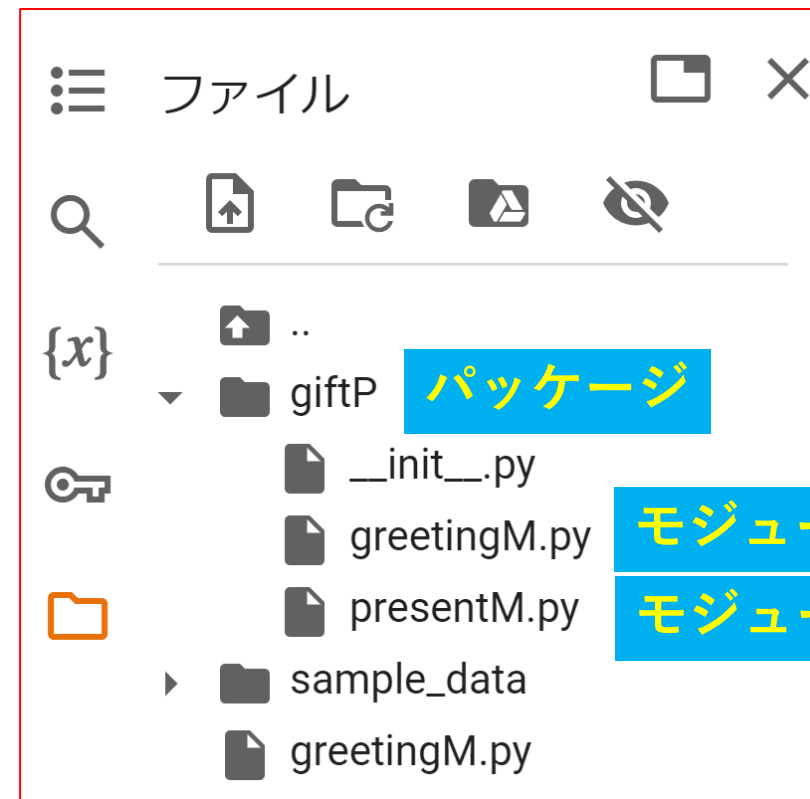 ファイル
{x}
..
giftP パッケージ
__init__.py
greetingM.py
presentM.py
sample_data
greetingM.py